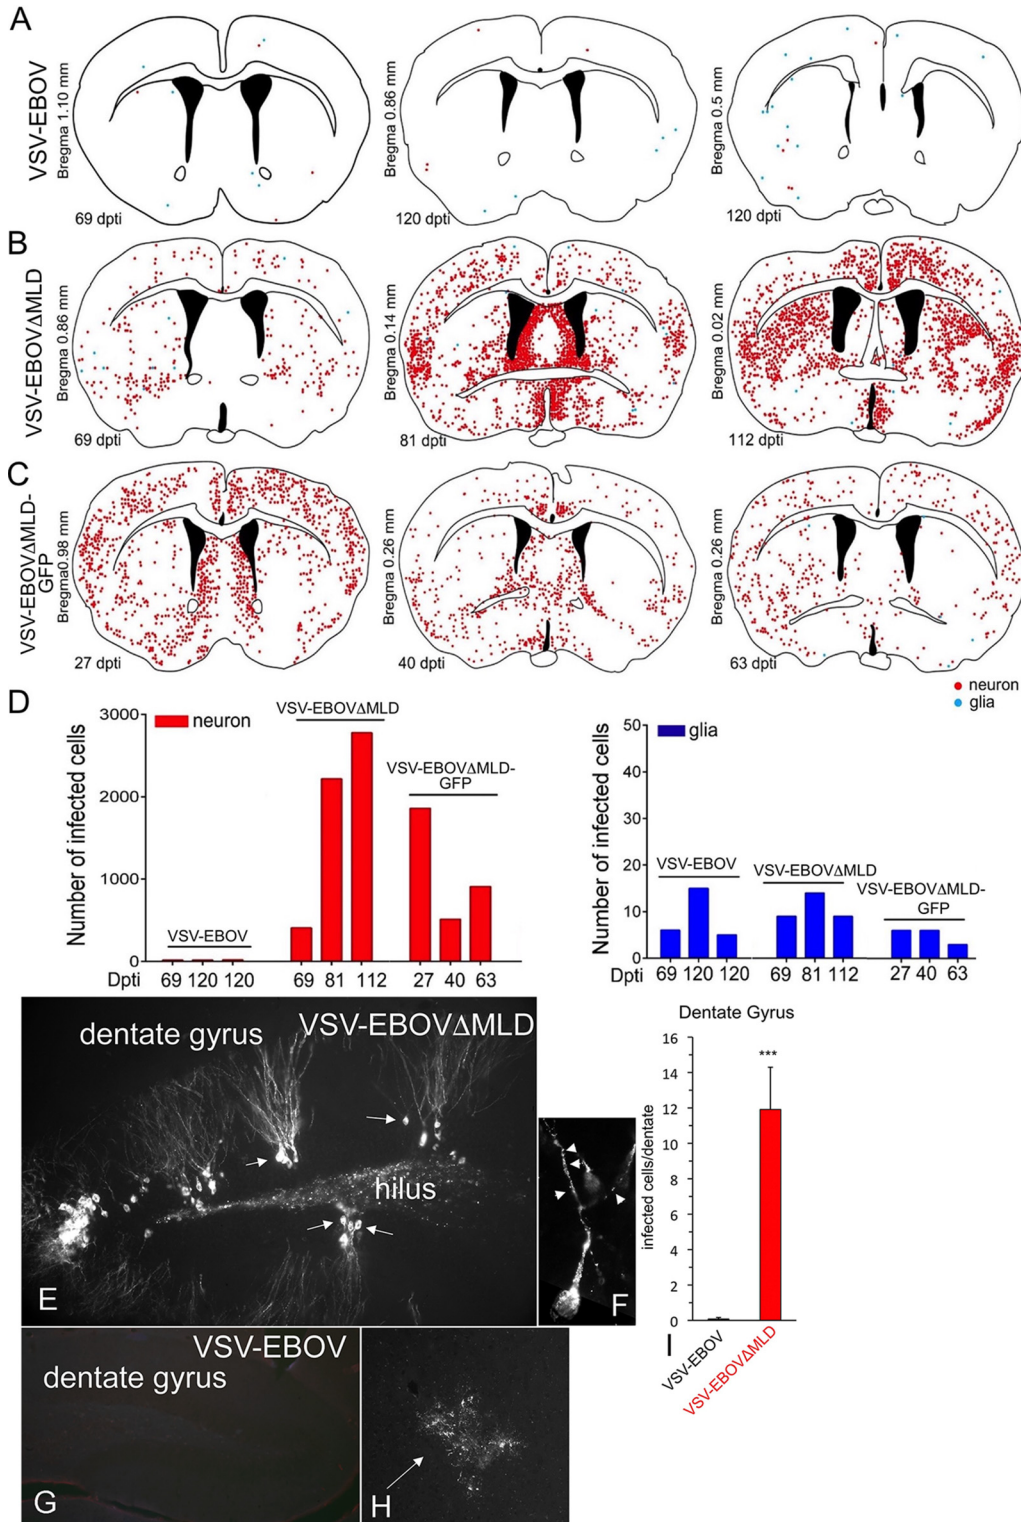 A
VSV-EBOV
Bregma 1.10 mm
69 dpti
Bregma 0.86 mm
120 dpti
Bregma 0.5 mm
120 dpti
B
VSV-EBOVΔMLD
Bregma 0.86 mm
69 dpti
Bregma 0.14 mm
81 dpti
Bregma 0.02 mm
112 dpti
C
VSV-EBOVΔMLD-
GFP
Bregma0.98 mm
27 dpti
Bregma 0.26 mm
40 dpti
Bregma 0.26 mm
63 dpti
neuron
glia
D
Number of infected cells
3000
2000
1000
0
neuron
VSV-EBOV
VSV-EBOVΔMLD
VSV-EBOVΔMLD-
GFP
Dpti 69 120 120 69 81 112 27 40 63
Number of infected cells
50
40
30
20
10
0
glia
VSV-EBOV
VSV-EBOVΔMLD
VSV-EBOVΔMLD-
GFP
Dpti 69 120 120 69 81 112 27 40 63
dentate gyrus
VSV-EBOVΔMLD
hilus
E
F
Dentate Gyrus
infected cells/dentate
16
14
12
10
8
6
4
2
0
***
I
VSV-EBOV
VSV-EBOVΔMLD
VSV-EBOV
dentate gyrus
G
H